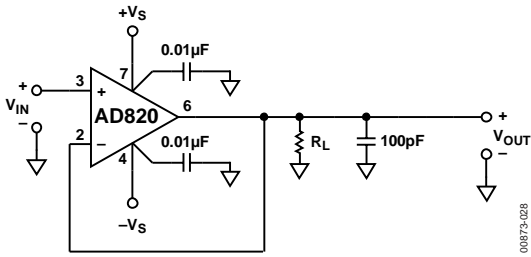 +VS
0.01µF
7
+
3
+
VIN
–
AD820
6
2
–
4
0.01µF
–VS
RL
100pF
+
VOUT
–
00873-028